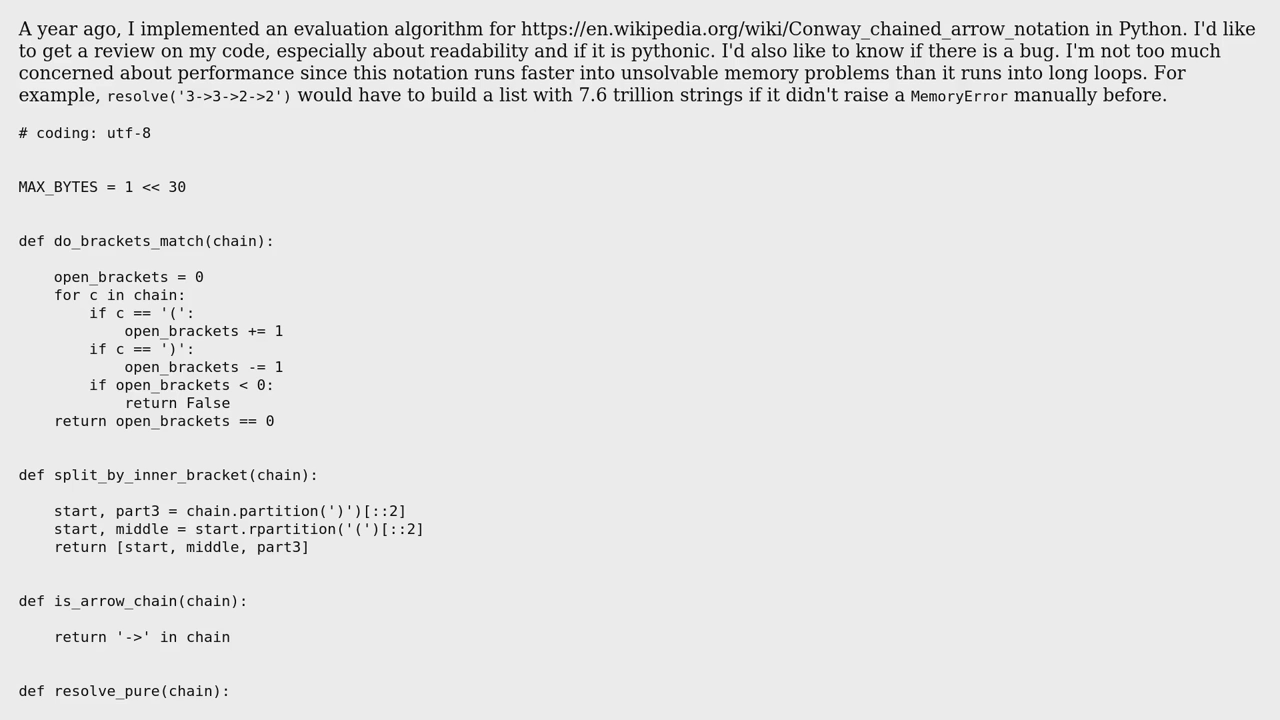 A year ago, I implemented an evaluation algorithm for https://en.wikipedia.org/wiki/Conway_chained_arrow_notation in Python. I'd like
to get a review on my code, especially about readability and if it is pythonic. I'd also like to know if there is a bug. I'm not too much
concerned about performance since this notation runs faster into unsolvable memory problems than it runs into long loops. For
example, resolve('3->3->2->2') would have to build a list with 7.6 trillion strings if it didn't raise a MemoryError manually before.
# coding: utf-8
MAX_BYTES = 1 << 30
def do_brackets_match(chain):
    open_brackets = 0
    for c in chain:
        if c == '(':
            open_brackets += 1
        if c == ')':
            open_brackets -= 1
        if open_brackets < 0:
            return False
    return open_brackets == 0
def split_by_inner_bracket(chain):
    start, part3 = chain.partition(')')[::2]
    start, middle = start.rpartition('(')[::2]
    return [start, middle, part3]
def is_arrow_chain(chain):
    return '->' in chain
def resolve_pure(chain):